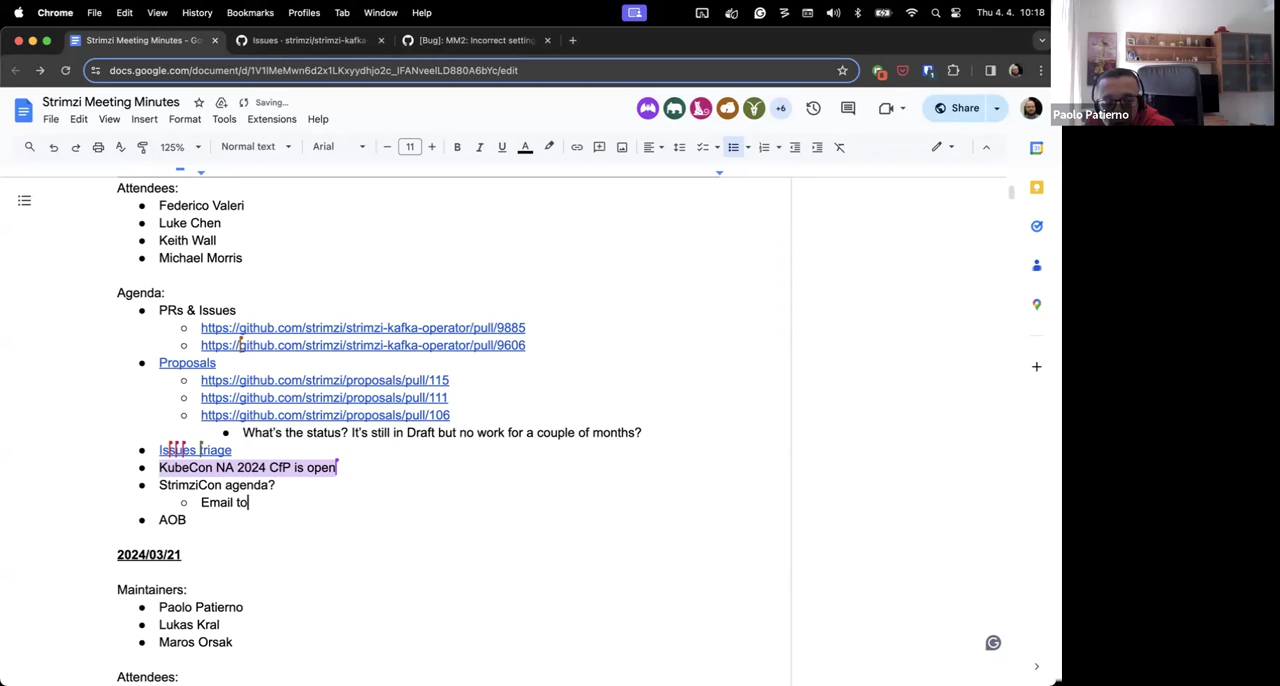 Chrome File Edit View History Bookmarks Profiles Tab Window Help Thu 4. 4. 10:18
Strimzi Meeting Minutes - Go Issues · strimzi/strimzi-kafka- [Bug]: MM2: Incorrect setting
docs.google.com/document/d/1V1lMeMwn6d2x1LKxyydhjo2c_IFANveelLD880A6bYc/edit
Strimzi Meeting Minutes Saving... +6 Share
File Edit View Insert Format Tools Extensions Help
125% Normal text Arial 11
Paolo Patierno
Attendees:
Federico Valeri
Luke Chen
Keith Wall
Michael Morris
Agenda:
PRs & Issues
https://github.com/strimzi/strimzi-kafka-operator/pull/9885
https://github.com/strimzi/strimzi-kafka-operator/pull/9606
Proposals
https://github.com/strimzi/proposals/pull/115
https://github.com/strimzi/proposals/pull/111
https://github.com/strimzi/proposals/pull/106
What's the status? It's still in Draft but no work for a couple of months?
Issues triage
KubeCon NA 2024 CfP is open
StrimziCon agenda?
Email to
AOB
2024/03/21
Maintainers:
Paolo Patierno
Lukas Kral
Maros Orsak
Attendees: